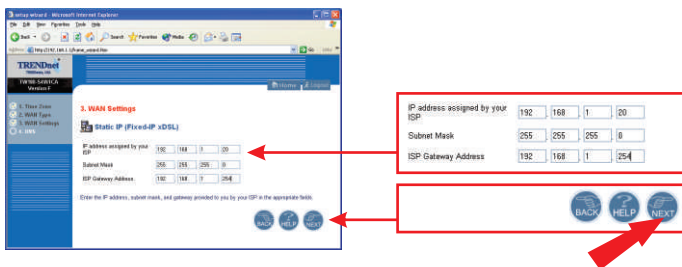 setup wizard - Microsoft Internet Explorer
File Edit View Favorites Tools Help
Back Search Favorites Media
Go
TRENDnet
TW100-S4W1CA
Version F
Home Logout
1. Time Zone
2. WAN Type
3. WAN Settings
4. DNS
3. WAN Settings
Static IP (Fixed-IP xDSL)
IP address assigned by your ISP 192 168 1 20
Subnet Mask 255 255 255 0
ISP Gateway Address 192 168 1 254
Enter the IP address, subnet mask, and gateway provided to you by your ISP in the appropriate fields.
BACK HELP NEXT
IP address assigned by your
ISP 192 . 168 . 1 . 20
Subnet Mask 255 . 255 . 255 . 0
ISP Gateway Address 192 . 168 . 1 . 254
BACK HELP NEXT